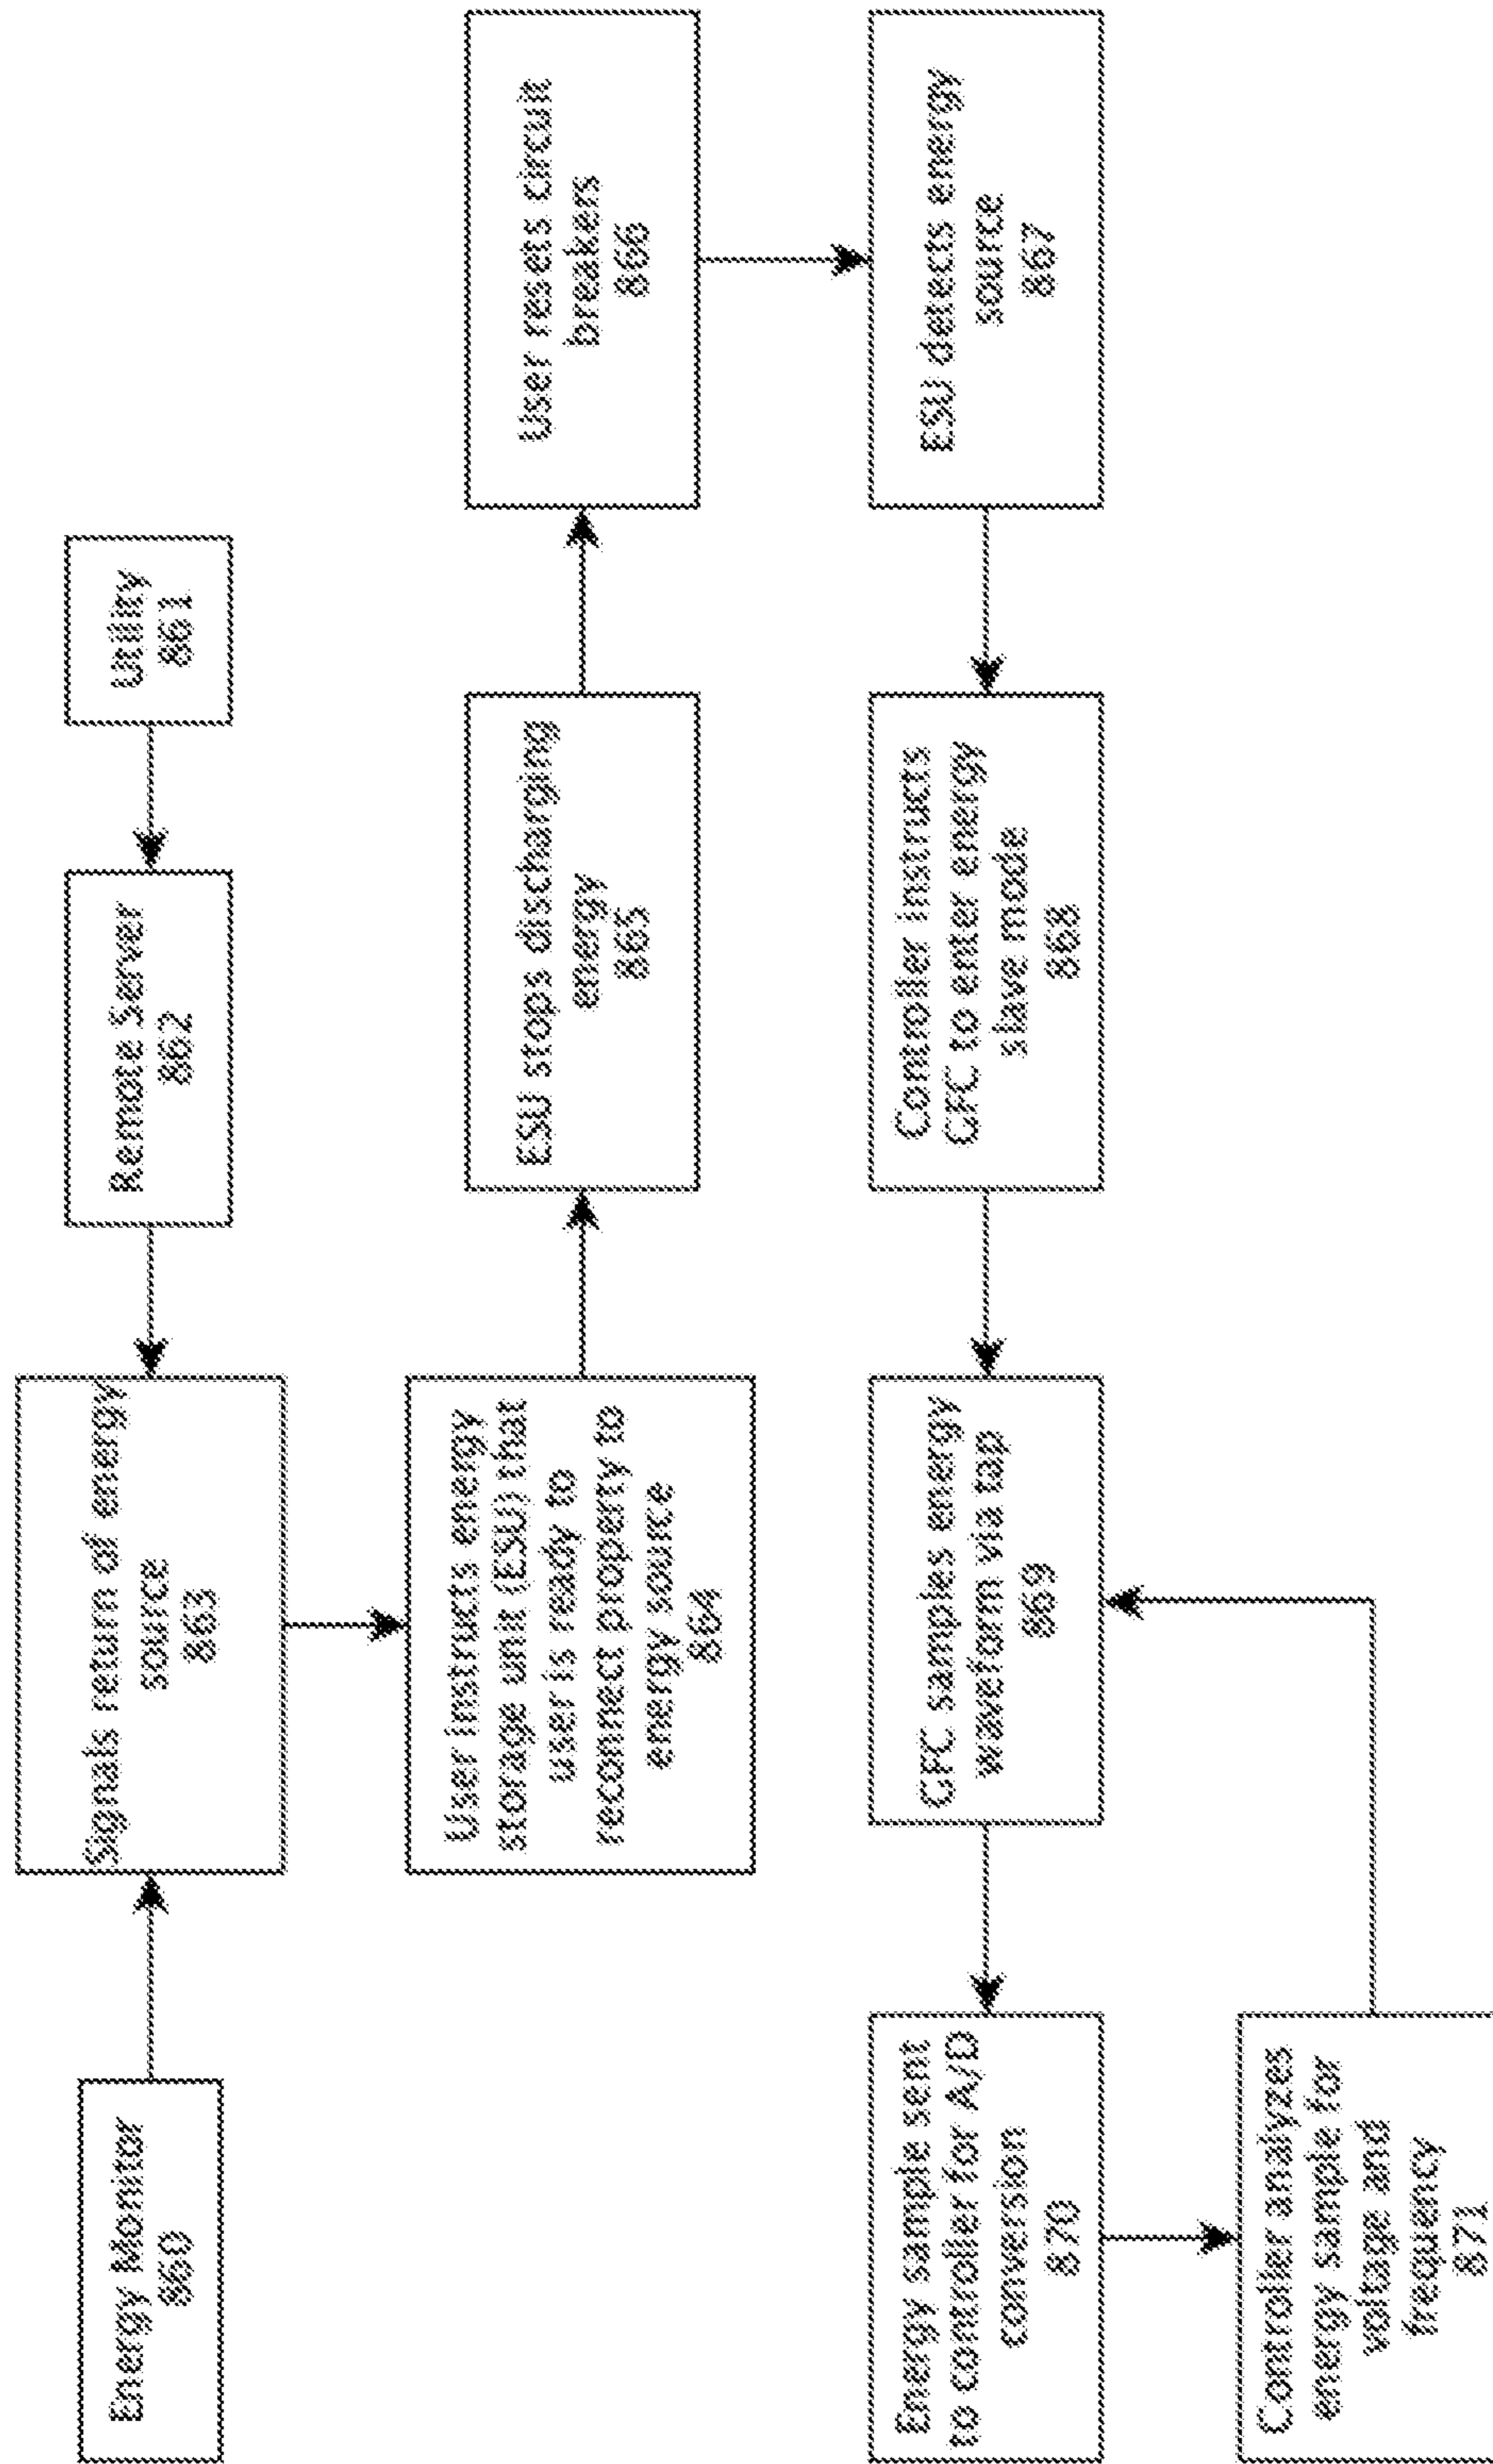 Energy Monitor
860
Signals return of energy
source
863
Remote Server
862
Utility
861
User instructs energy
storage unit (ESU) that
user is ready to
reconnect property to
energy source
864
ESU stops discharging
energy
865
User resets circuit
breakers
866
Energy sample sent
to controller for A/D
conversion
870
GFC samples energy
waveform via tap
869
Controller instructs
GFC to enter energy
slave mode
868
ESU detects energy
source
867
Controller analyzes
energy sample for
voltage and
frequency
871